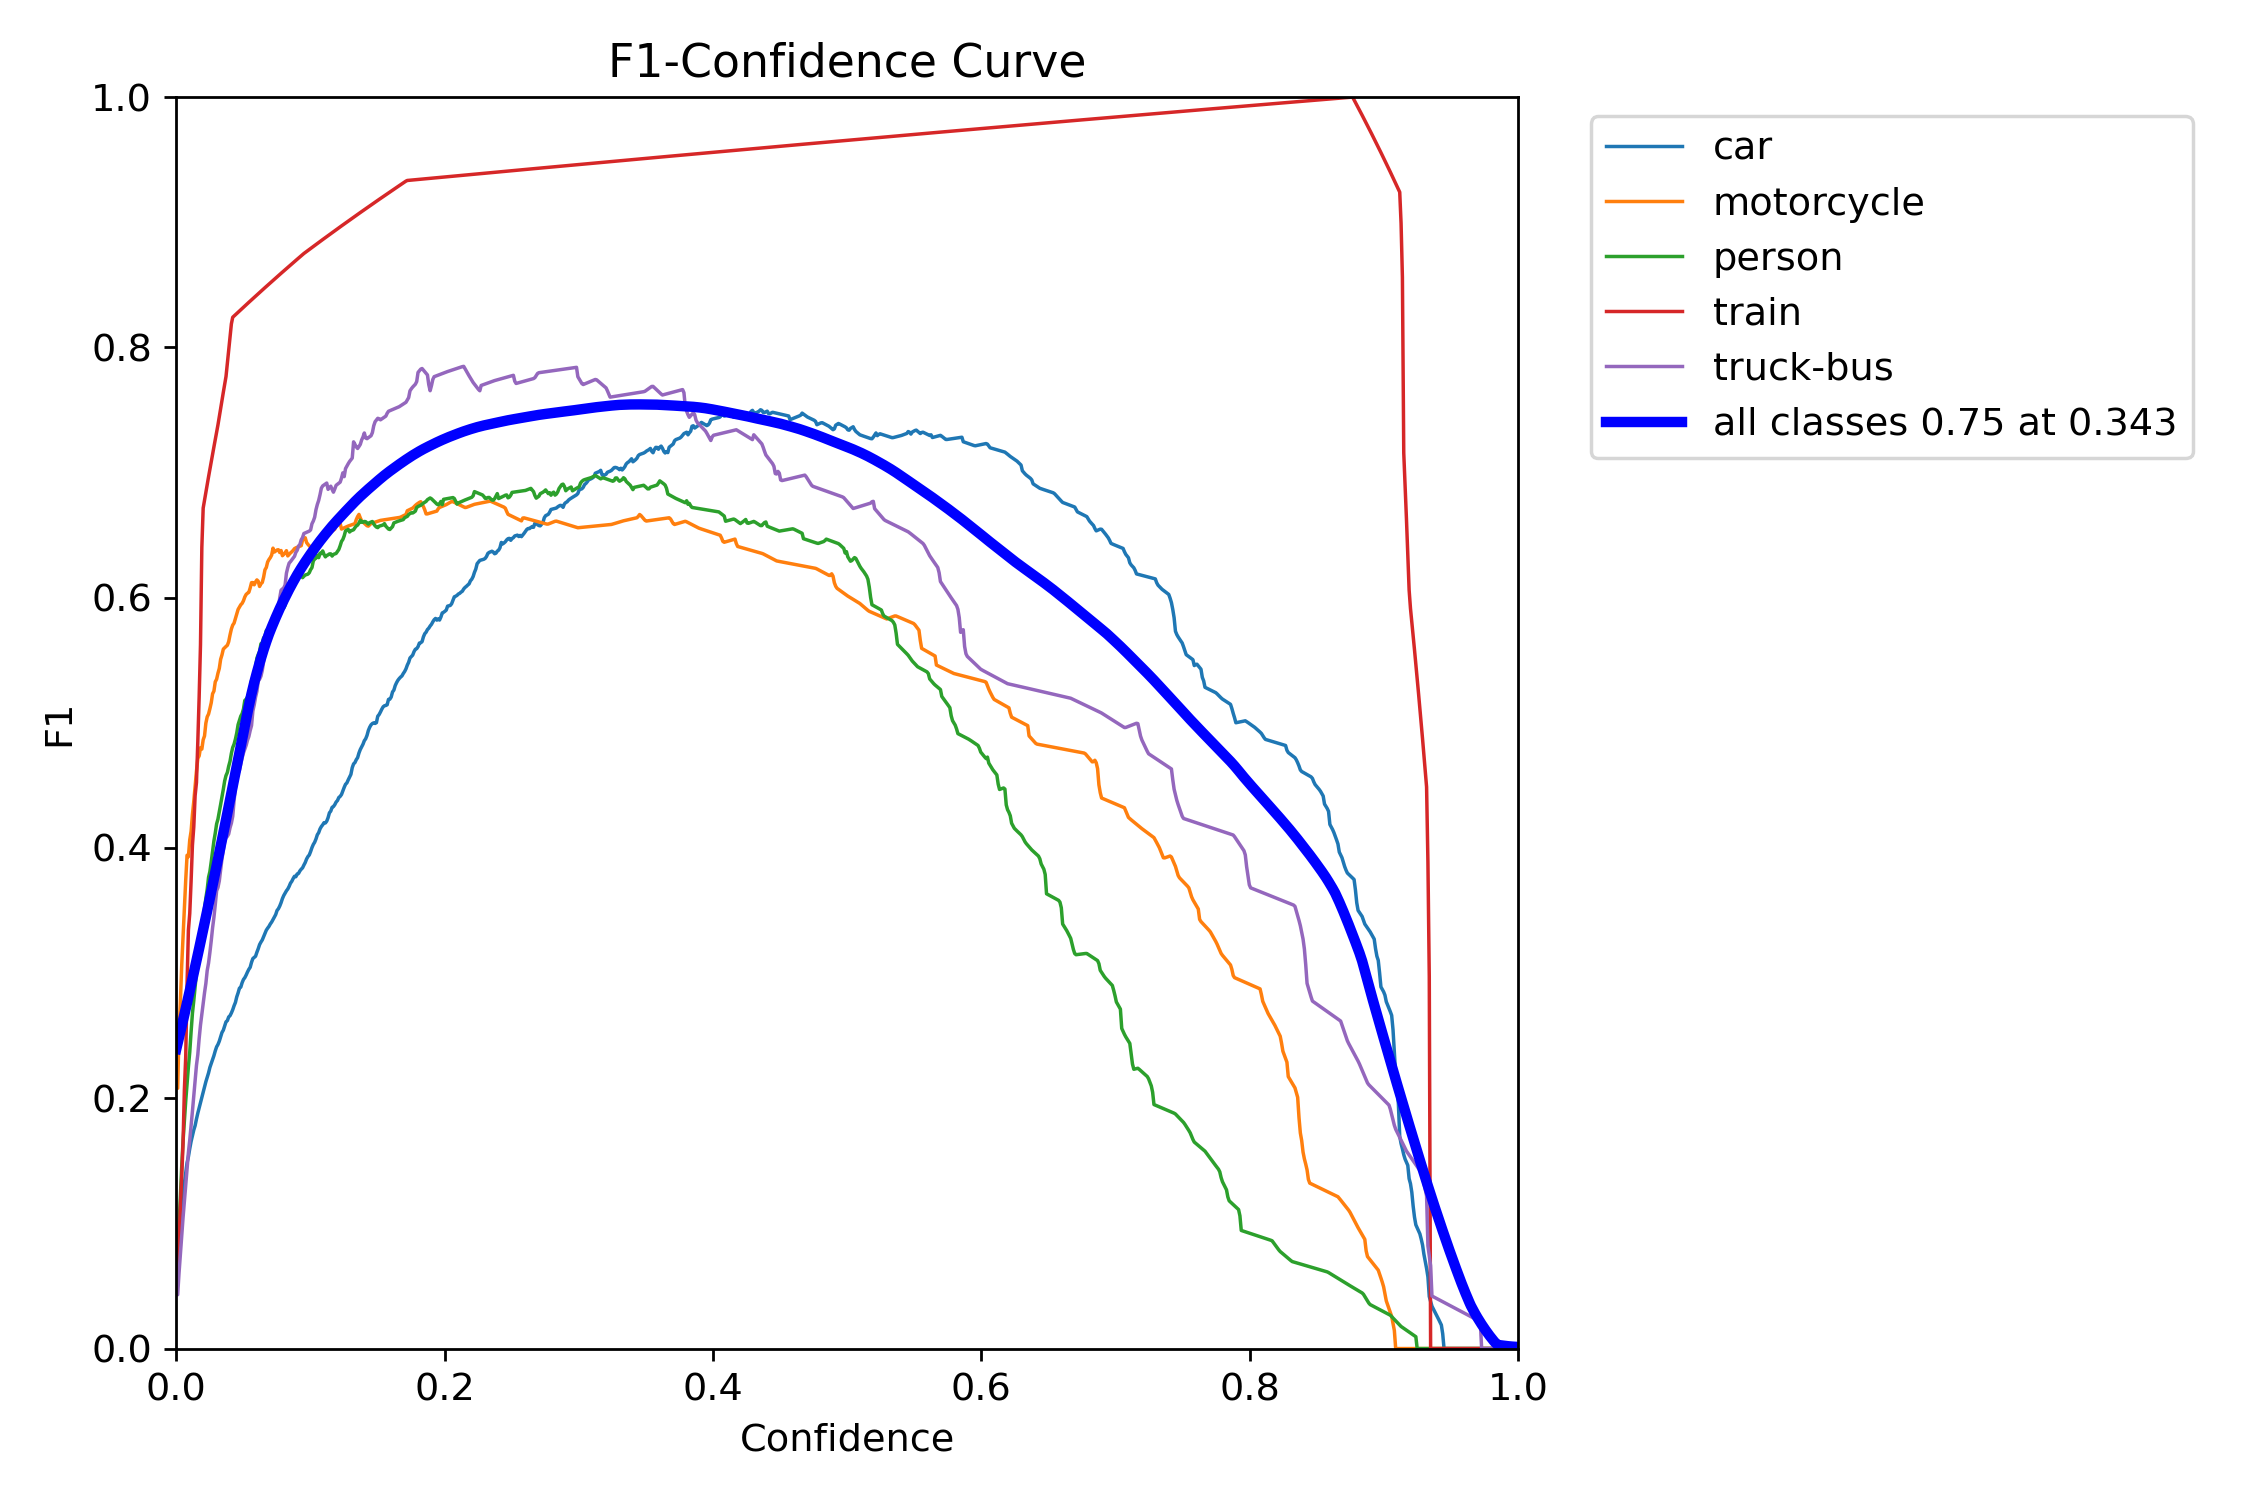 F1-Confidence Curve
1.0
0.8
0.6
0.4
0.2
0.0
F1
0.0 0.2 0.4 0.6 0.8 1.0
Confidence
car
motorcycle
person
train
truck-bus
all classes 0.75 at 0.343